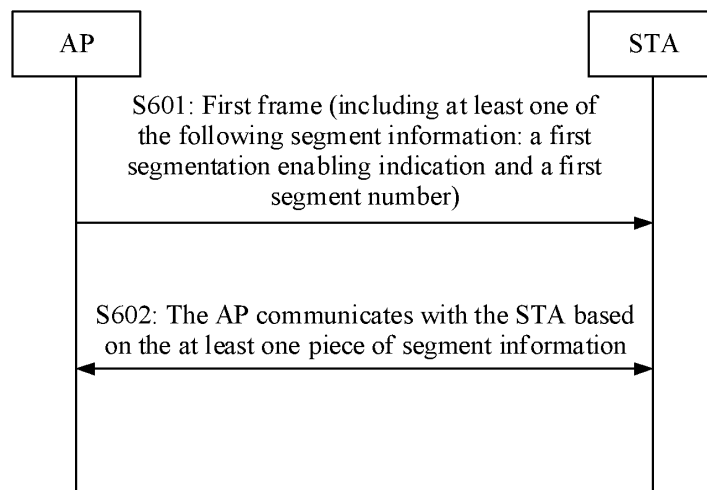 AP
STA
S601: First frame (including at least one of
the following segment information: a first
segmentation enabling indication and a first
segment number)
S602: The AP communicates with the STA based
on the at least one piece of segment information